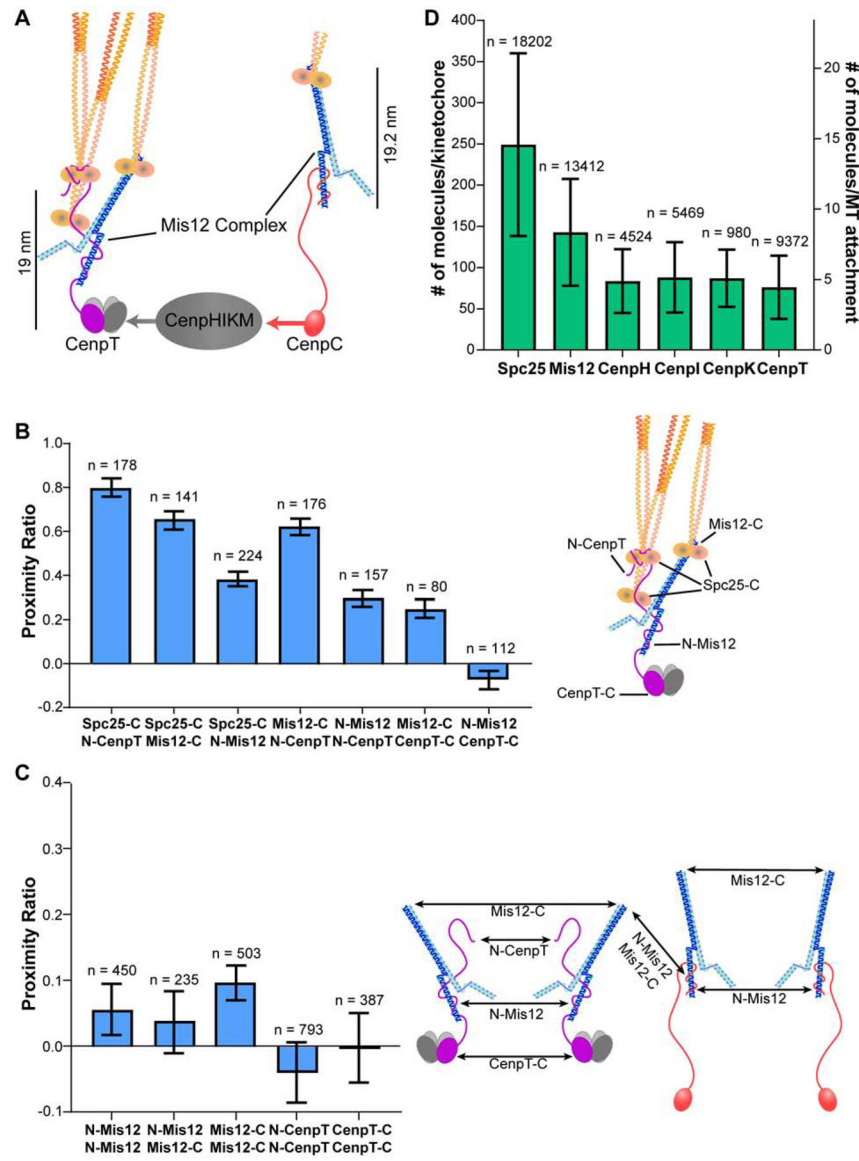 A
19 nm
Mis12 Complex
19.2 nm
CenpHIKM
CenpT
CenpC
D
# of molecules/kinetochore
400
350
300
250
200
150
100
50
0
n = 18202
n = 13412
n = 4524
n = 5469
n = 980
n = 9372
Spc25 Mis12 CenpH CenpI CenpK CenpT
20
15
10
5
0
# of molecules/MT attachment
B
Proximity Ratio
1.0
0.8
0.6
0.4
0.2
0.0
-0.2
n = 178
n = 141
n = 224
n = 176
n = 157
n = 80
n = 112
Spc25-C Spc25-C Spc25-C Mis12-C N-Mis12 Mis12-C N-Mis12
N-CenpT Mis12-C N-Mis12 N-CenpT N-CenpT CenpT-C CenpT-C
Mis12-C
N-CenpT
Spc25-C
N-Mis12
CenpT-C
C
Proximity Ratio
0.4
0.3
0.2
0.1
0.0
-0.1
n = 450
n = 235
n = 503
n = 793
n = 387
N-Mis12 N-Mis12 Mis12-C N-CenpT CenpT-C
N-Mis12 Mis12-C Mis12-C N-CenpT CenpT-C
Mis12-C
N-CenpT
N-Mis12
CenpT-C
N-Mis12
Mis12-C
Mis12-C
N-Mis12